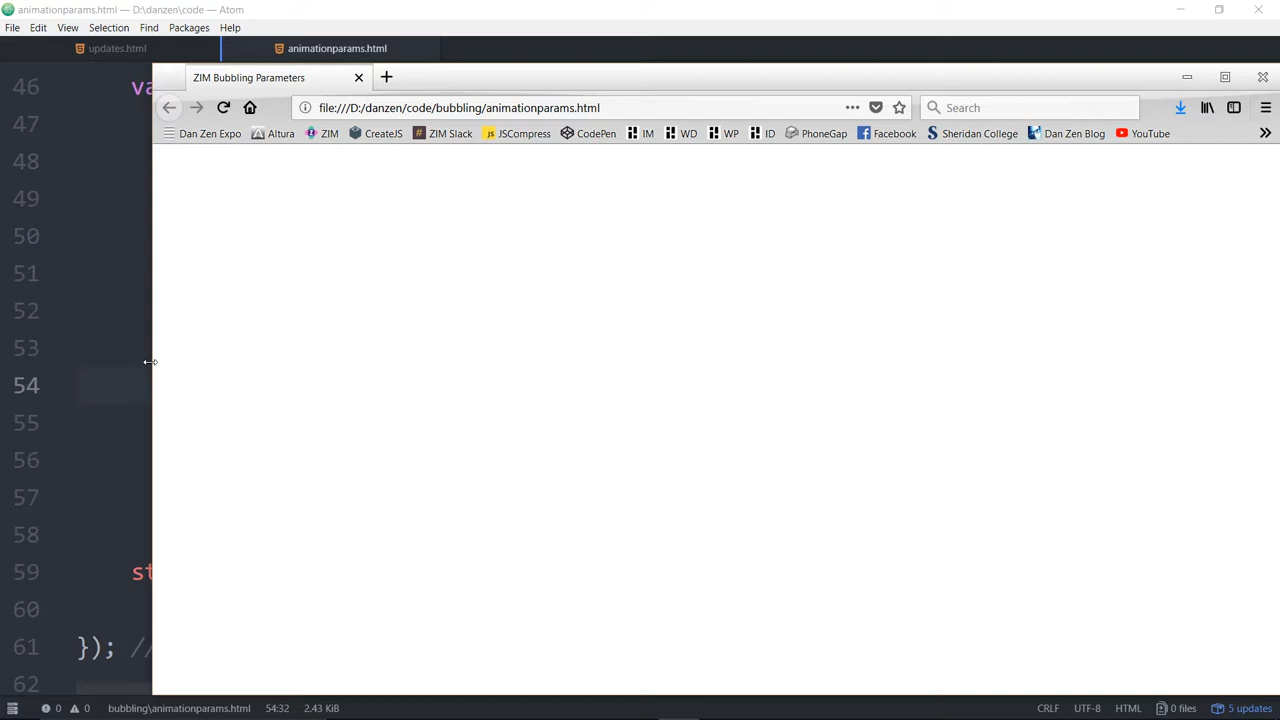 animationparams.html — D:\danzen\code — Atom
File Edit View Selection Find Packages Help
updates.html animationparams.html
46 va
ZIM Bubbling Parameters
47
file:///D:/danzen/code/bubbling/animationparams.html Search
Dan Zen Expo Altura ZIM CreateJS ZIM Slack JSCompress CodePen IM WD WP ID PhoneGap Facebook Sheridan College Dan Zen Blog YouTube
48
49
50
51
52
53
54
55
56
57
58
59 st
60
61 }); //
62
0 0 bubbling\animationparams.html 54:32 2.43 KiB CRLF UTF-8 HTML 0 files 5 updates